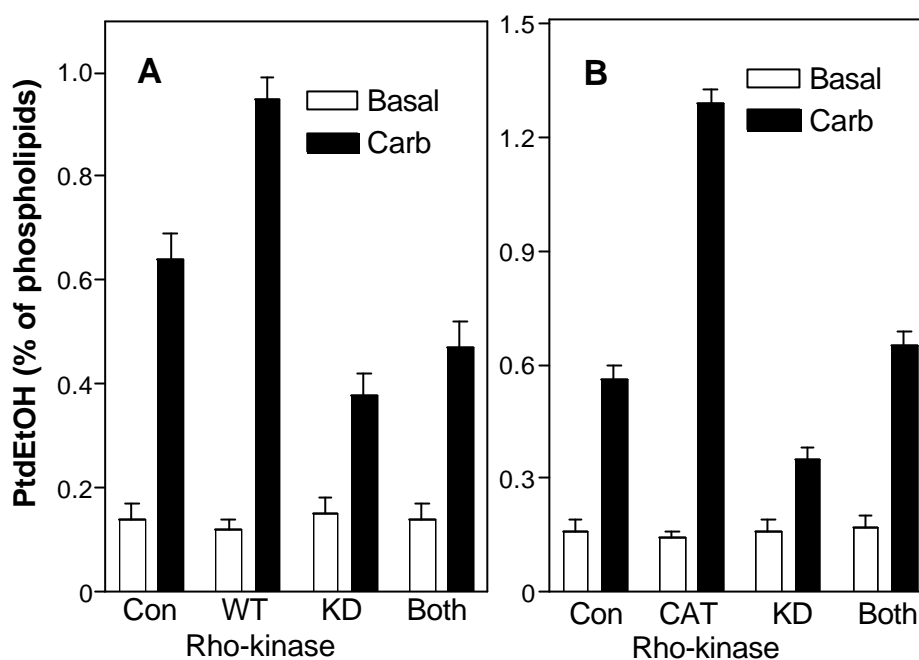 PtdEtOH (% of phospholipids)
A
Basal
Carb
1.0
0.8
0.6
0.4
0.2
0
Con WT KD Both
Rho-kinase
B
Basal
Carb
1.5
1.2
0.9
0.6
0.3
0
Con CAT KD Both
Rho-kinase